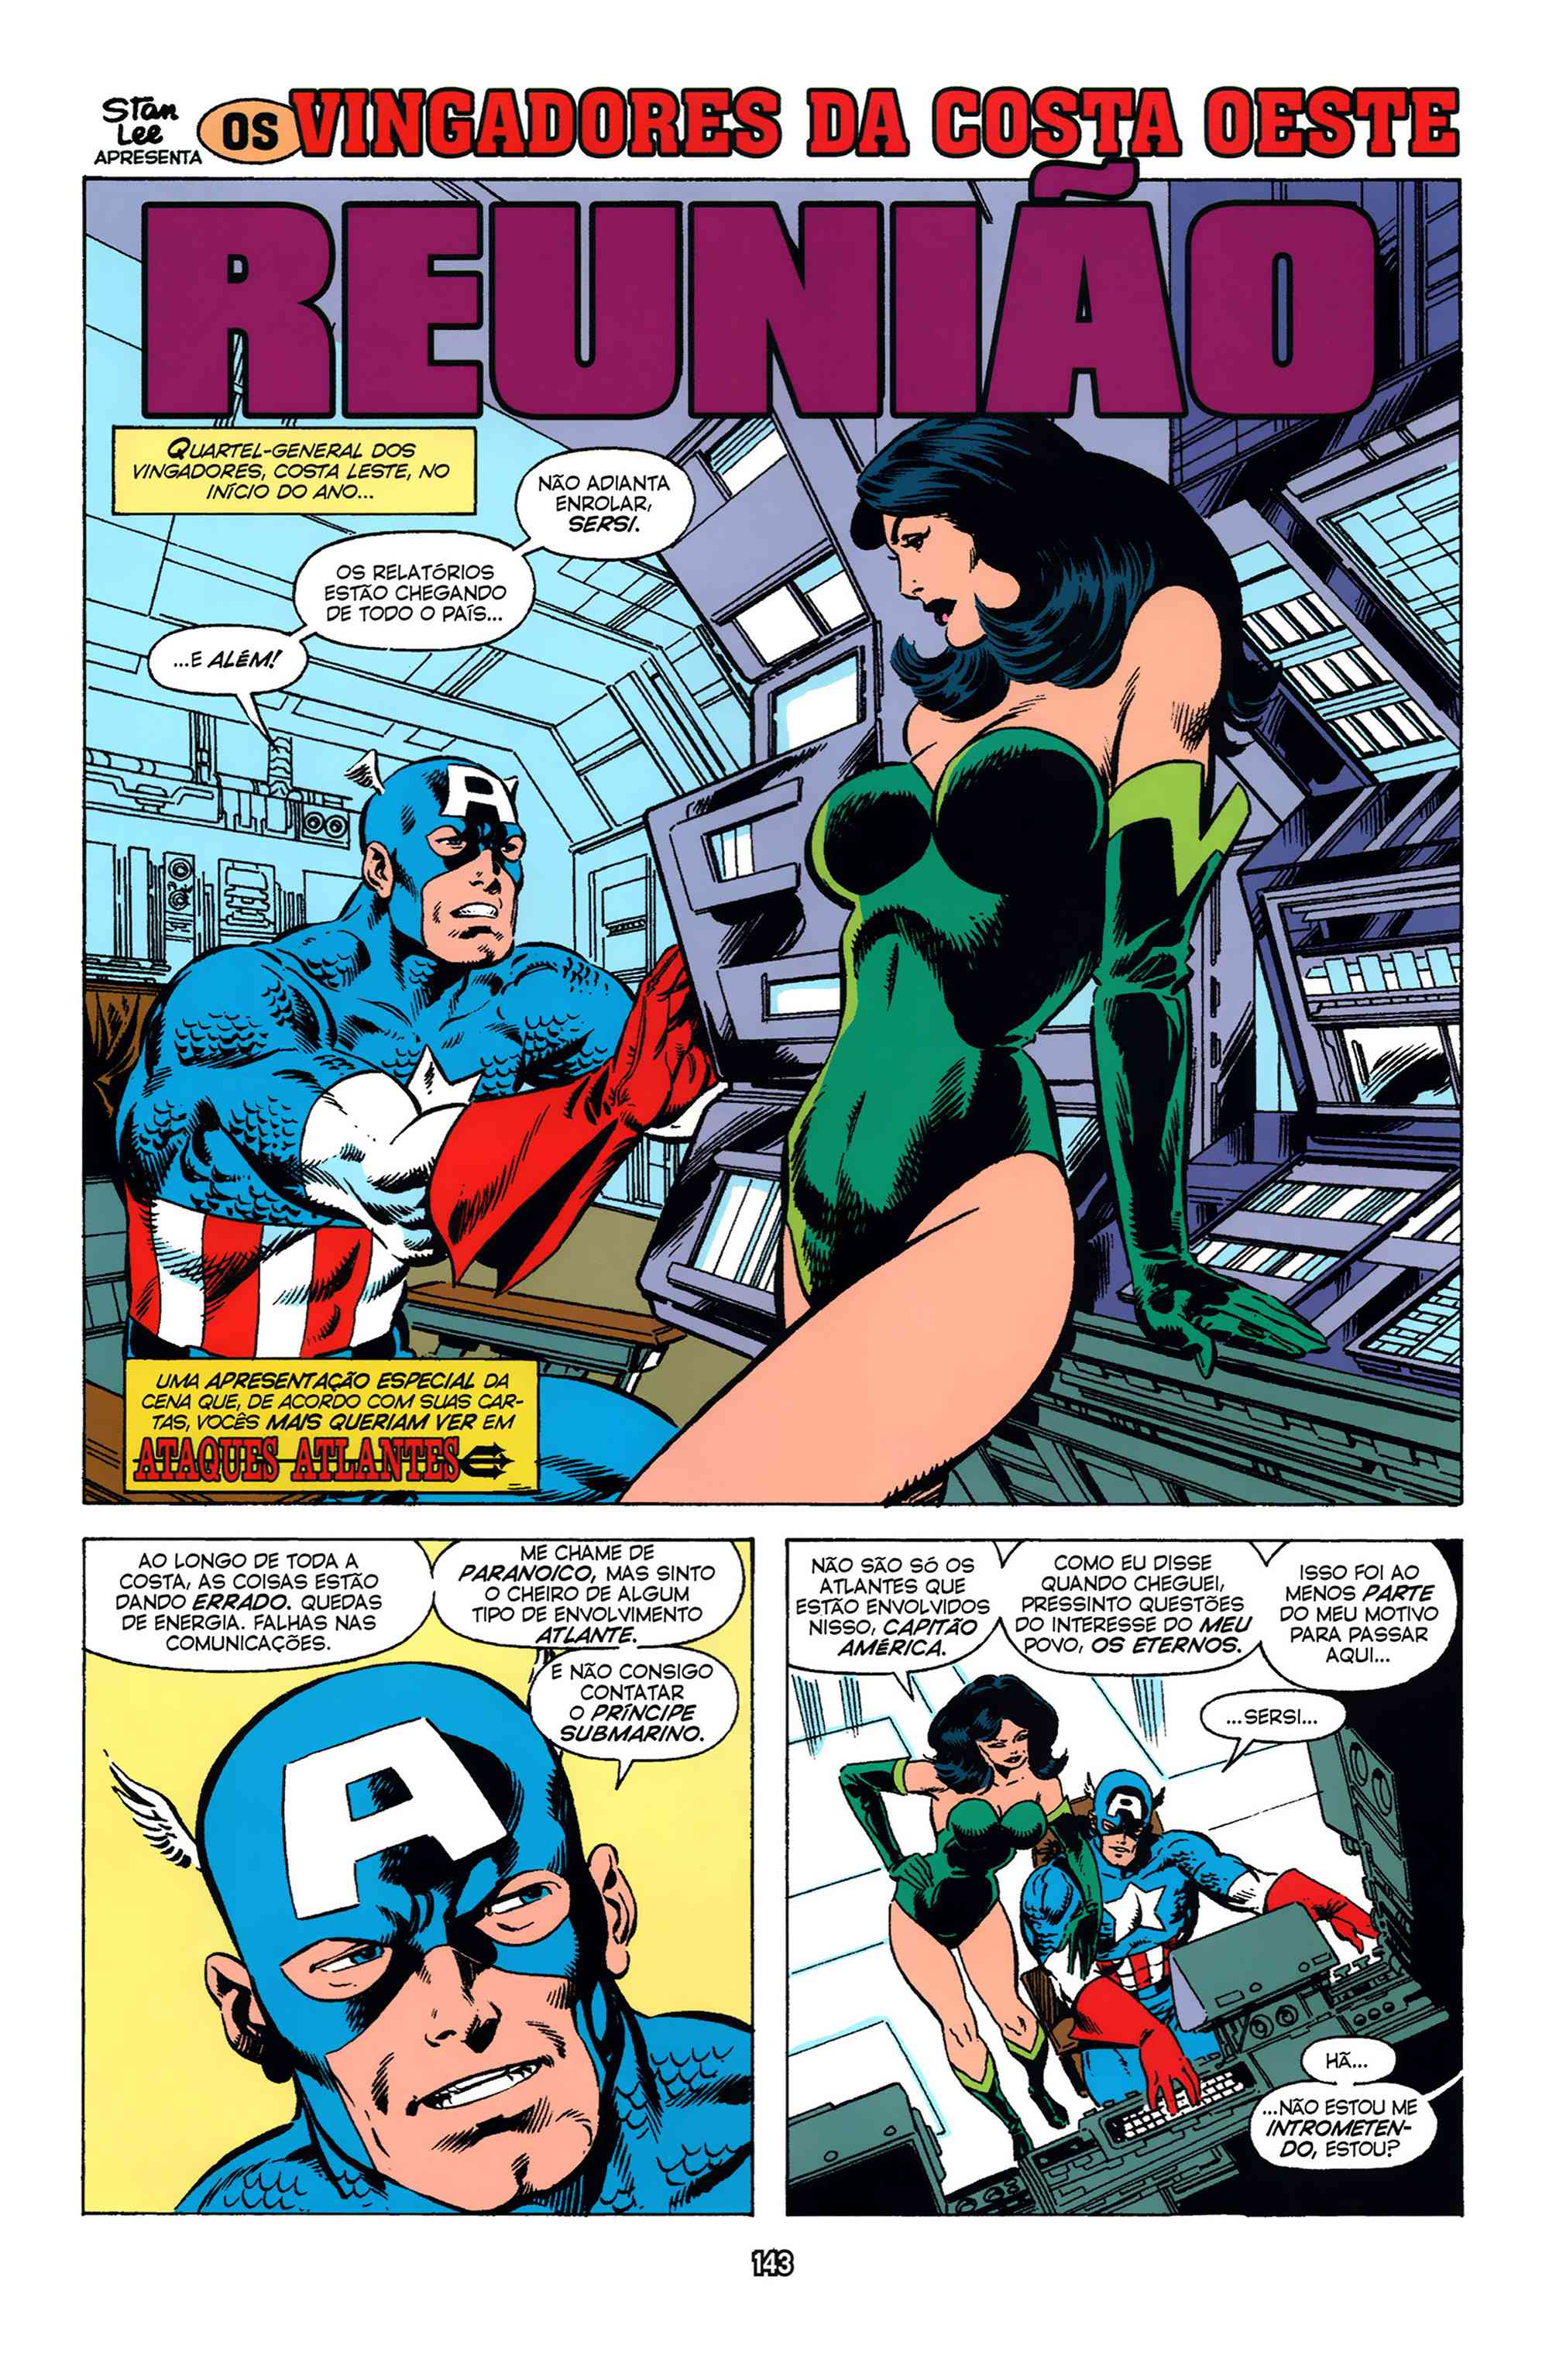 Stan
Lee
APRESENTA
OS VINGADORES DA COSTA OESTE
REUNIÃO
QUARTEL-GENERAL DOS
VINGADORES, COSTA LESTE, NO
INÍCIO DO ANO...
NÃO ADIANTA
ENROLAR,
SERSI.
OS RELATÓRIOS
ESTÃO CHEGANDO
DE TODO O PAÍS...
...E ALÉM!
A
UMA APRESENTAÇÃO ESPECIAL DA
CENA QUE, DE ACORDO COM SUAS CAR-
TAS, VOCÊS MAIS QUERIAM VER EM
ATAQUES ATLANTES
AO LONGO DE TODA A
COSTA, AS COISAS ESTÃO
DANDO ERRADO. QUEDAS
DE ENERGIA. FALHAS NAS
COMUNICAÇÕES.
ME CHAME DE
PARANOICO, MAS SINTO
O CHEIRO DE ALGUM
TIPO DE ENVOLVIMENTO
ATLANTE.
E NÃO CONSIGO
CONTATAR
O PRÍNCIPE
SUBMARINO.
A
NÃO SÃO SÓ OS
ATLANTES QUE
ESTÃO ENVOLVIDOS
NISSO, CAPITÃO
AMÉRICA.
COMO EU DISSE
QUANDO CHEGUEI,
PRESSINTO QUESTÕES
DO INTERESSE DO MEU
POVO, OS ETERNOS.
ISSO FOI AO
MENOS PARTE
DO MEU MOTIVO
PARA PASSAR
AQUI...
...SERSI...
A
HÃ...
...NÃO ESTOU ME
INTROMETEN-
DO, ESTOU?
143